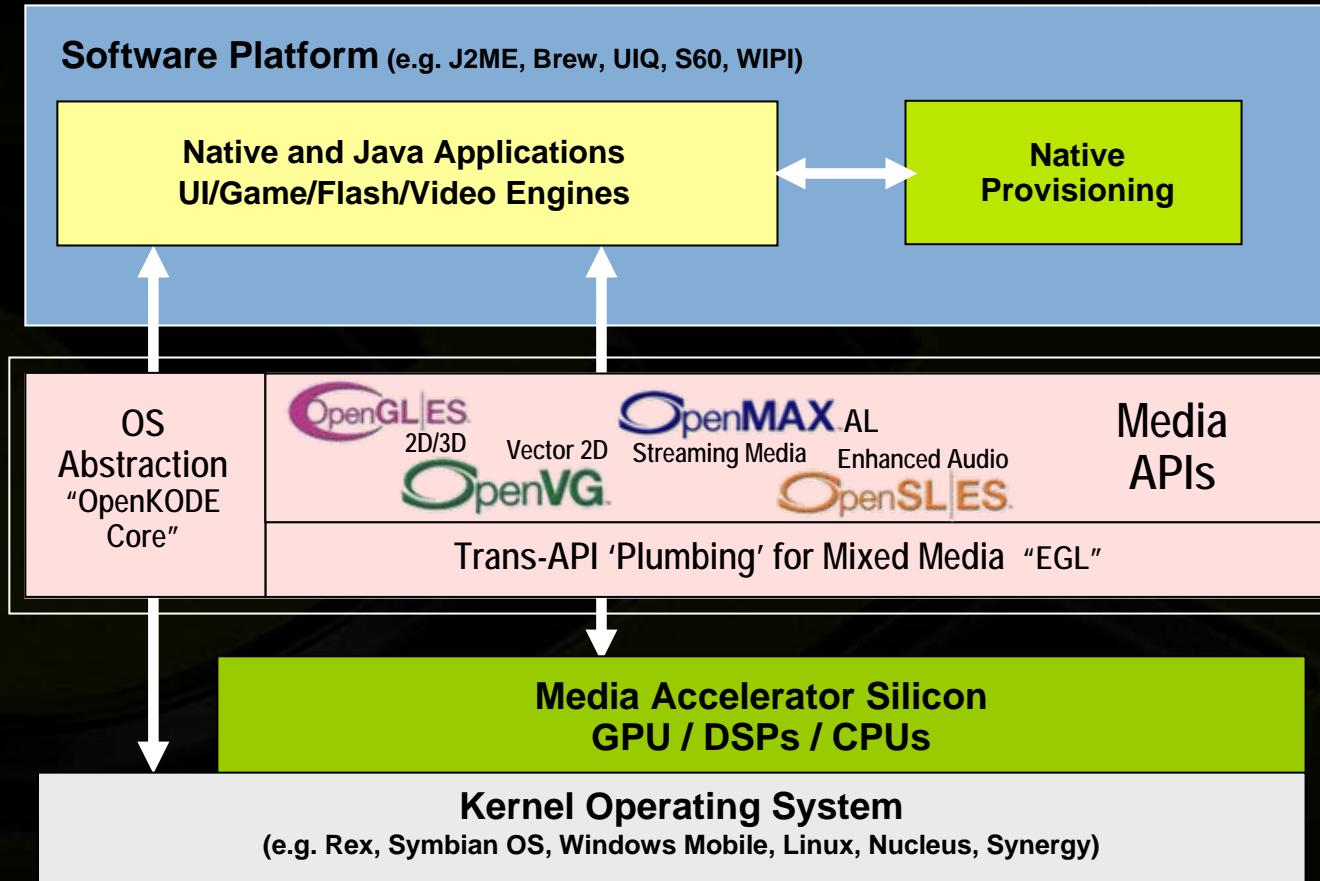 Software Platform (e.g. J2ME, Brew, UIQ, S60, WIPI)
Native and Java Applications
UI/Game/Flash/Video Engines
Native
Provisioning
OS
Abstraction
“OpenKODE
Core”
OpenGL|ES
2D/3D
Vector 2D
OpenVG
OpenMAX AL
Streaming Media
Enhanced Audio
OpenSL|ES
Media
APIs
Trans-API ‘Plumbing’ for Mixed Media “EGL”
Media Accelerator Silicon
GPU / DSPs / CPUs
Kernel Operating System
(e.g. Rex, Symbian OS, Windows Mobile, Linux, Nucleus, Synergy)